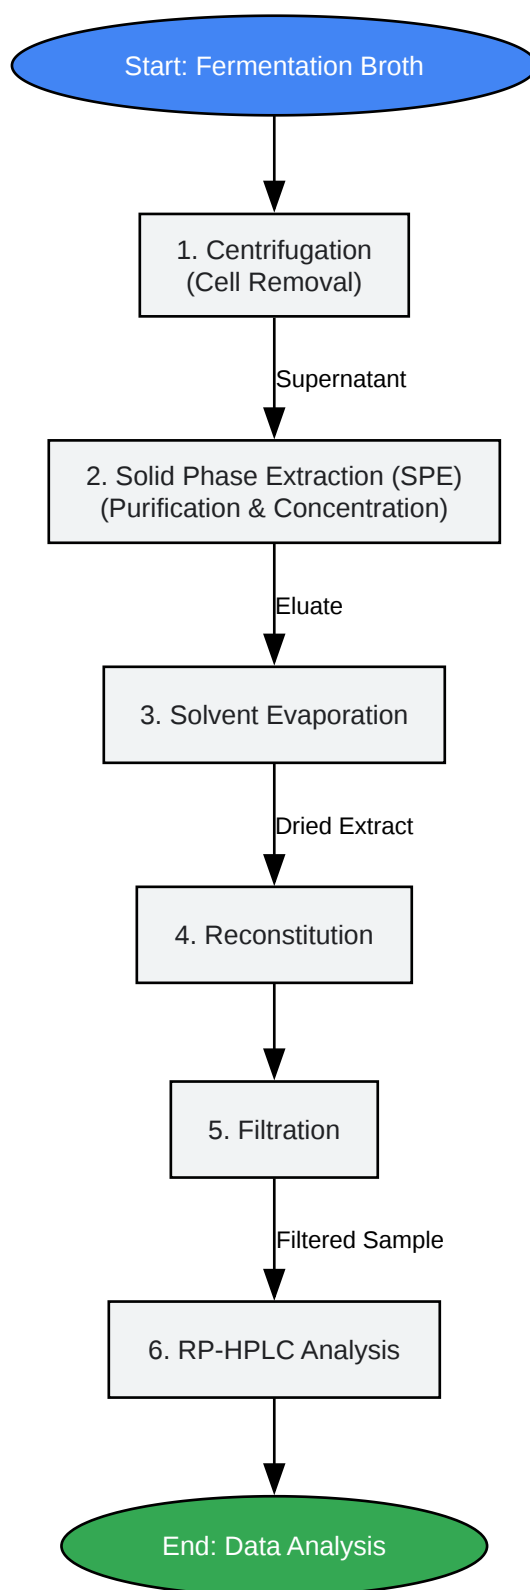 Start: Fermentation Broth
1. Centrifugation
(Cell Removal)
Supernatant
2. Solid Phase Extraction (SPE)
(Purification & Concentration)
Eluate
3. Solvent Evaporation
Dried Extract
4. Reconstitution
5. Filtration
Filtered Sample
6. RP-HPLC Analysis
End: Data Analysis